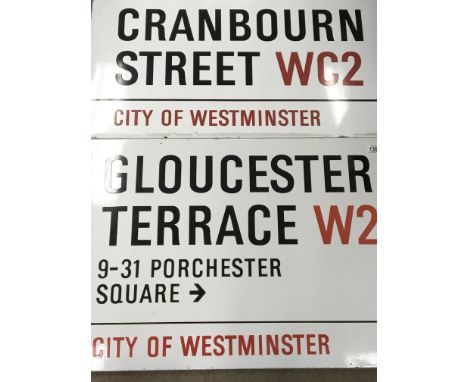 CRANBOURN
STREET WC2
CITY OF WESTMINSTER
GLOUCESTER
TERRACE W2
9-31 PORCHESTER
SQUARE →
CITY OF WESTMINSTER